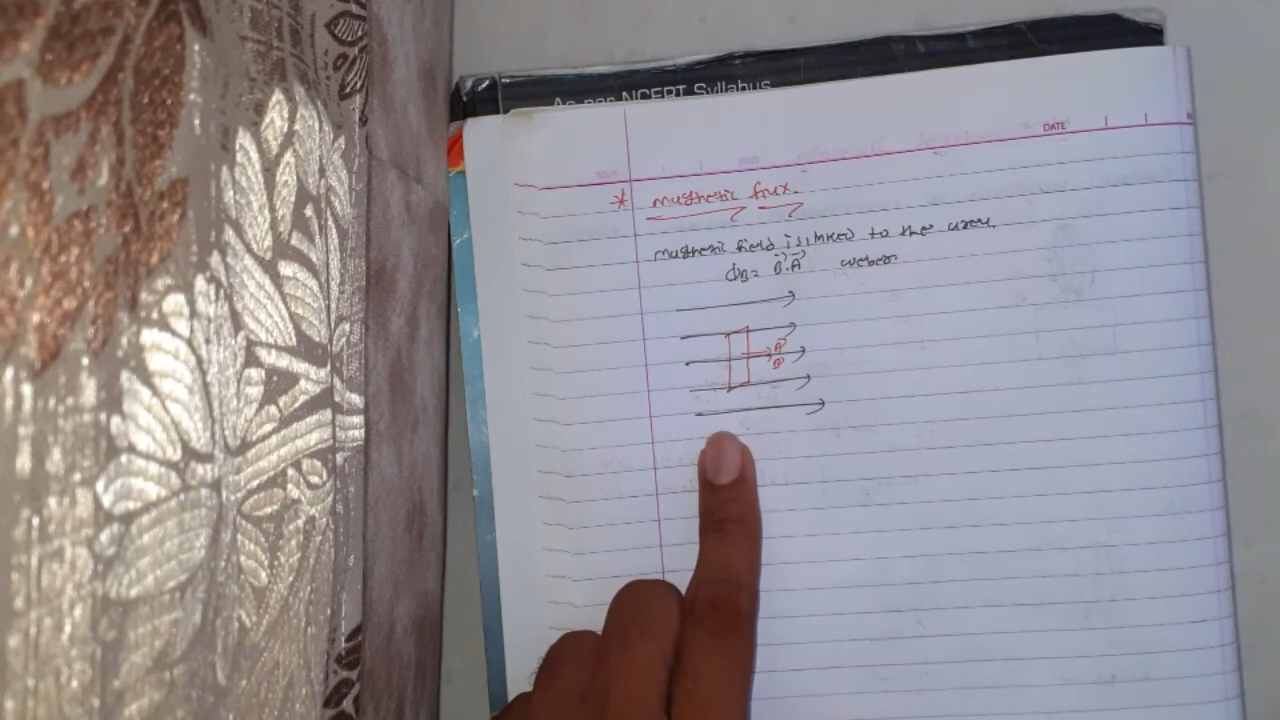 As per NCERT Syllabus
DATE
* magnetic flux.
magnetic field is linked to the area.
ϕB = B⃗.A⃗ weber
A⃗
B⃗